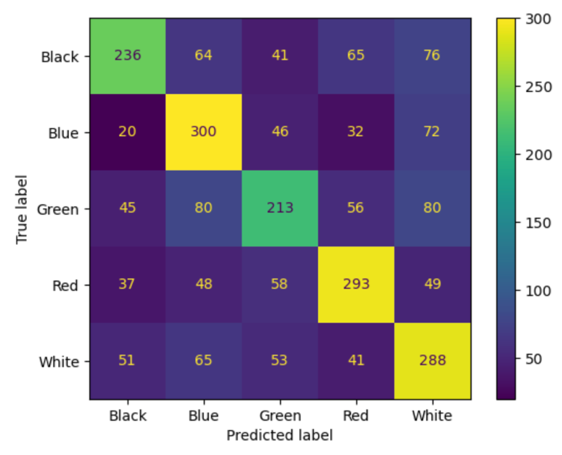 Black 236 64 41 65 76
Blue 20 300 46 32 72
Green 45 80 213 56 80
Red 37 48 58 293 49
White 51 65 53 41 288
Black Blue Green Red White
Predicted label
True label
300
250
200
150
100
50